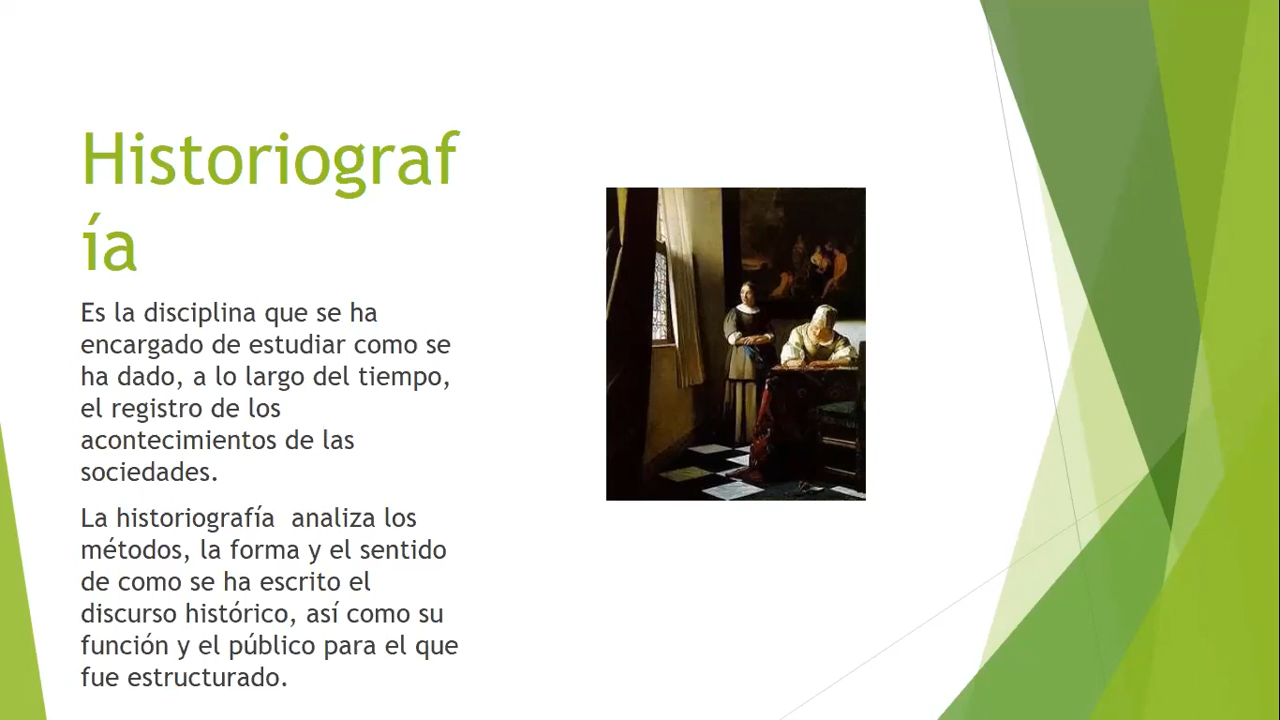 Historiograf
ía
Es la disciplina que se ha
encargado de estudiar como se
ha dado, a lo largo del tiempo,
el registro de los
acontecimientos de las
sociedades.
La historiografía  analiza los
métodos, la forma y el sentido
de como se ha escrito el
discurso histórico, así como su
función y el público para el que
fue estructurado.